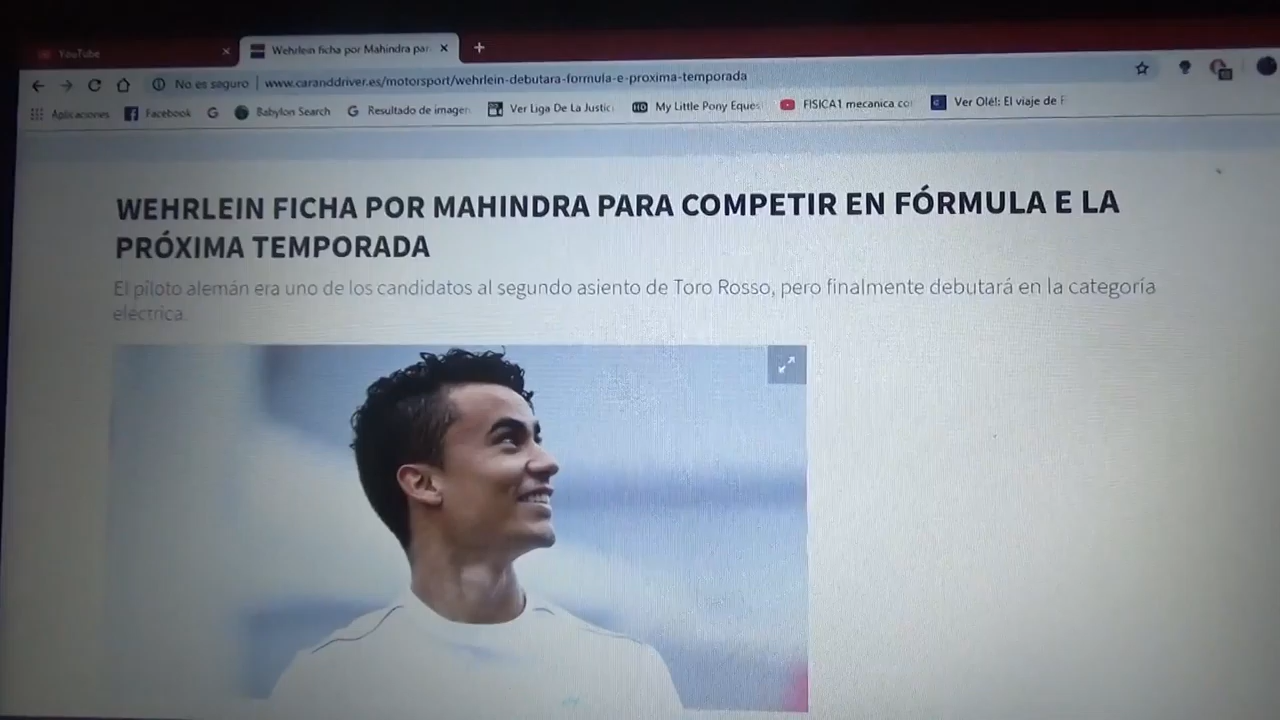 YouTube
Wehrlein ficha por Mahindra par
No es seguro | www.caranddriver.es/motorsport/wehrlein-debutara-formula-e-proxima-temporada
Aplicaciones Facebook Babylon Search Resultado de imagen Ver Liga De La Justici My Little Pony Eques FISICA1 mecanica co Ver Olé!: El viaje de F
WEHRLEIN FICHA POR MAHINDRA PARA COMPETIR EN FÓRMULA E LA
PRÓXIMA TEMPORADA
El piloto alemán era uno de los candidatos al segundo asiento de Toro Rosso, pero finalmente debutará en la categoría
eléctrica.